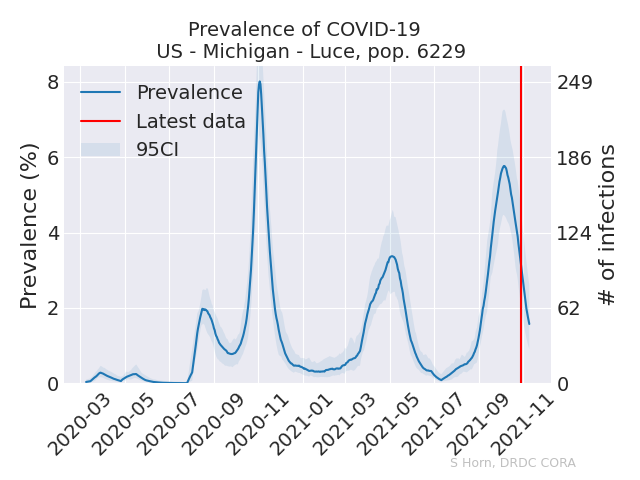 Prevalence of COVID-19
US - Michigan - Luce, pop. 6229
Prevalence
Latest data
95CI
Prevalence (%)
8
6
4
2
0
249
186
124
62
0
# of infections
2020-03
2020-05
2020-07
2020-09
2020-11
2021-01
2021-03
2021-05
2021-07
2021-09
2021-11
S Horn, DRDC CORA